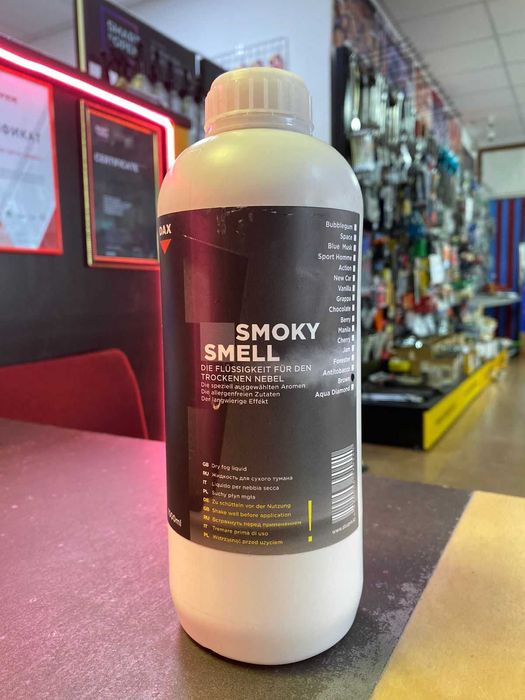 CERTIFICATE
DAX
Bubblegum
Space
Blue Musk
Sport Homme
Action
New Car
Vanilla
Grappa
Chocolate
Berry
Manila
Cherry
Jam
Forester
Antitobacco
Brown
Aqua Diamond
SMOKY
SMELL
DIE FLÜSSIGKEIT FÜR DEN
TROCKENEN NEBEL
Die speziell ausgewählten Aromen
Die allergenfreien Zutaten
Der langwierige Effekt
GB Dry fog liquid
RU Жидкость для сухого тумана
IT Liquido per nebbia secca
PL Suchy płyn mgła
DE Zu schütteln vor der Nutzung
GB Shake well before application
RU Встряхнуть перед применением
IT Tremare prima di uso
PL Wstrząsnąć przed użyciem
!